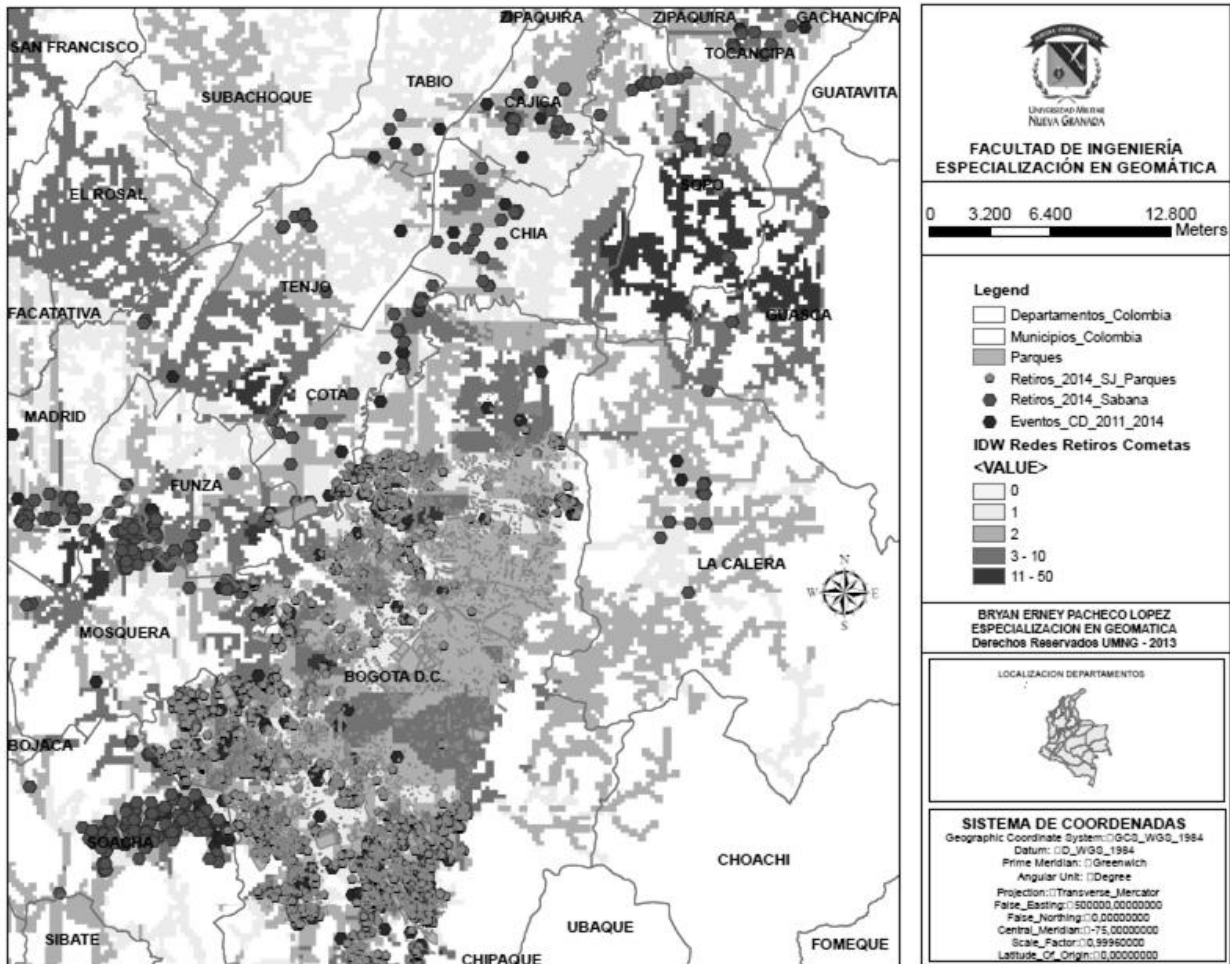 ZIPAQUIRA
ZIPAQUIRA
GACHANCIPA
SAN FRANCISCO
TOCANCIPA
TABIO
SUBACHOQUE
CAJICA
GUATAVITA
EL ROSAL
SOPO
CHIA
TENJO
FACATATIVA
GUASCA
COTA
MADRID
FUNZA
LA CALERA
N
W
E
S
MOSQUERA
BOGOTA D.C.
BOJACA
SOACHA
CHOACHI
UBAQUE
SIBATE
FOMEQUE
CHIPAQUE
UNIVERSIDAD MILITAR
NUEVA GRANADA
FACULTAD DE INGENIERÍA
ESPECIALIZACIÓN EN GEOMÁTICA
0 3.200 6.400 12.800
Meters
Legend
Departamentos_Colombia
Municipios_Colombia
Parques
Retiros_2014_SJ_Parques
Retiros_2014_Sabana
Eventos_CD_2011_2014
IDW Redes Retiros Cometas
<VALUE>
0
1
2
3 - 10
11 - 50
BRYAN ERNEY PACHECO LOPEZ
ESPECIALIZACION EN GEOMATICA
Derechos Reservados UMNG - 2013
LOCALIZACION DEPARTAMENTOS
SISTEMA DE COORDENADAS
Geographic Coordinate System:□GCS_WGS_1984
Datum: □D_WGS_1984
Prime Meridian: □Greenwich
Angular Unit: □Degree
Projection:□Transverse_Mercator
False_Easting:□500000,00000000
False_Northing:□0,00000000
Central_Meridian:□-75,00000000
Scale_Factor:□0,99960000
Latitude_Of_Origin:□0,00000000